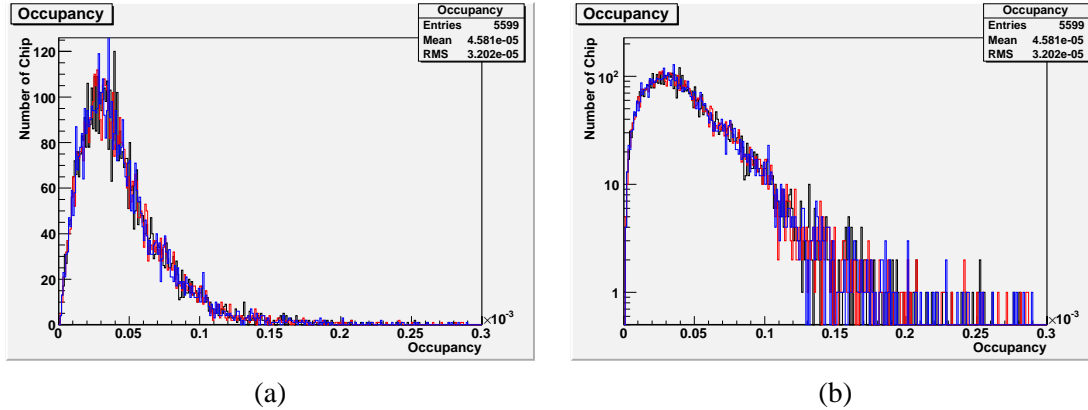 Occupancy
Occupancy
Entries 5599
Mean 4.581e-05
RMS 3.202e-05
Number of Chip
120
100
80
60
40
20
0
0 0.05 0.1 0.15 0.2 0.25 0.3
×10⁻³
Occupancy
(a)
Occupancy
Occupancy
Entries 5599
Mean 4.581e-05
RMS 3.202e-05
Number of Chip
10²
10
1
0 0.05 0.1 0.15 0.2 0.25 0.3
×10⁻³
Occupancy
(b)